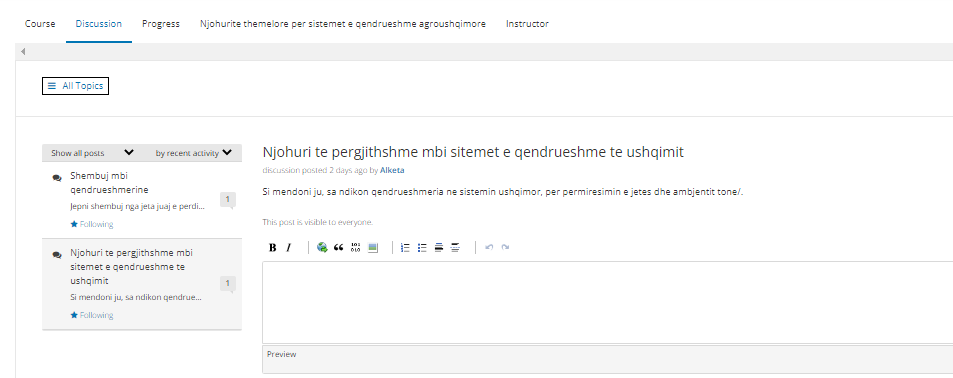 Course Discussion Progress Njohurite themelore per sistemet e qendrueshme agroushqimore Instructor
All Topics
Show all posts by recent activity
Shembuj mbi
qendrueshmerine
Jepni shembuj nga jeta juaj e perdi...
1
Following
Njohuri te pergjithshme mbi
sitemet e qendrueshme te
ushqimit
Si mendoni ju, sa ndikon qendrue...
1
Following
Njohuri te pergjithshme mbi sitemet e qendrueshme te ushqimit
discussion posted 2 days ago by Alketa
Si mendoni ju, sa ndikon qendrueshmeria ne sistemin ushqimor, per permiresimin e jetes dhe ambjentit tone/.
This post is visible to everyone.
B I
Preview